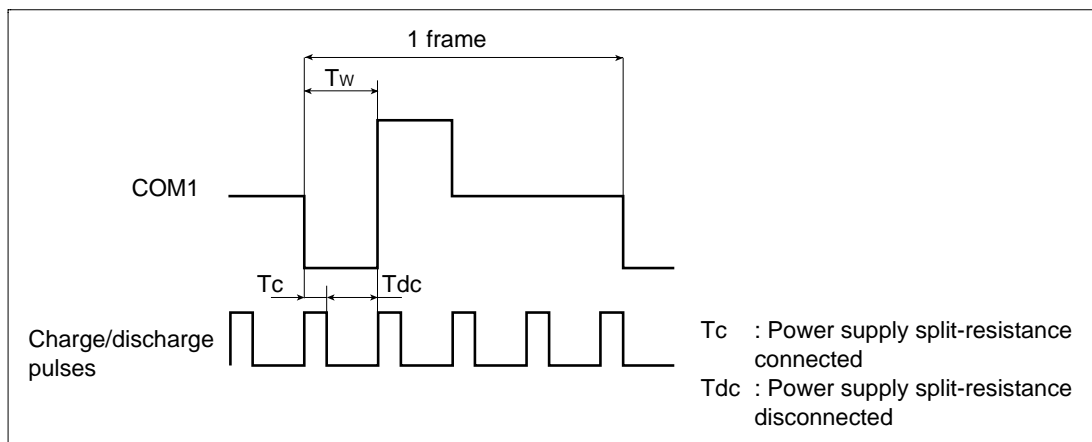 1 frame
Tw
COM1
Tc
Tdc
Charge/discharge
pulses
Tc : Power supply split-resistance
connected
Tdc : Power supply split-resistance
disconnected